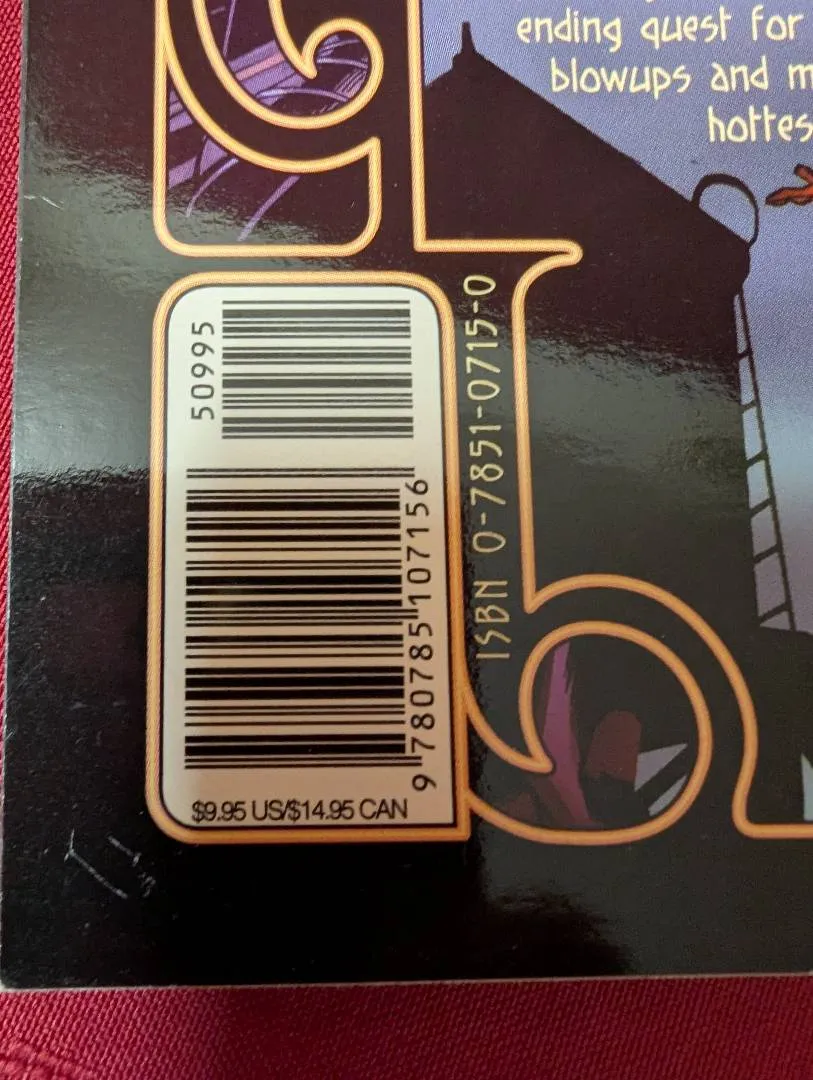 ending quest for
blowups and m
hottes
50995
9 780785 107156
ISBN 0-7851-0715-0
$9.95 US/$14.95 CAN